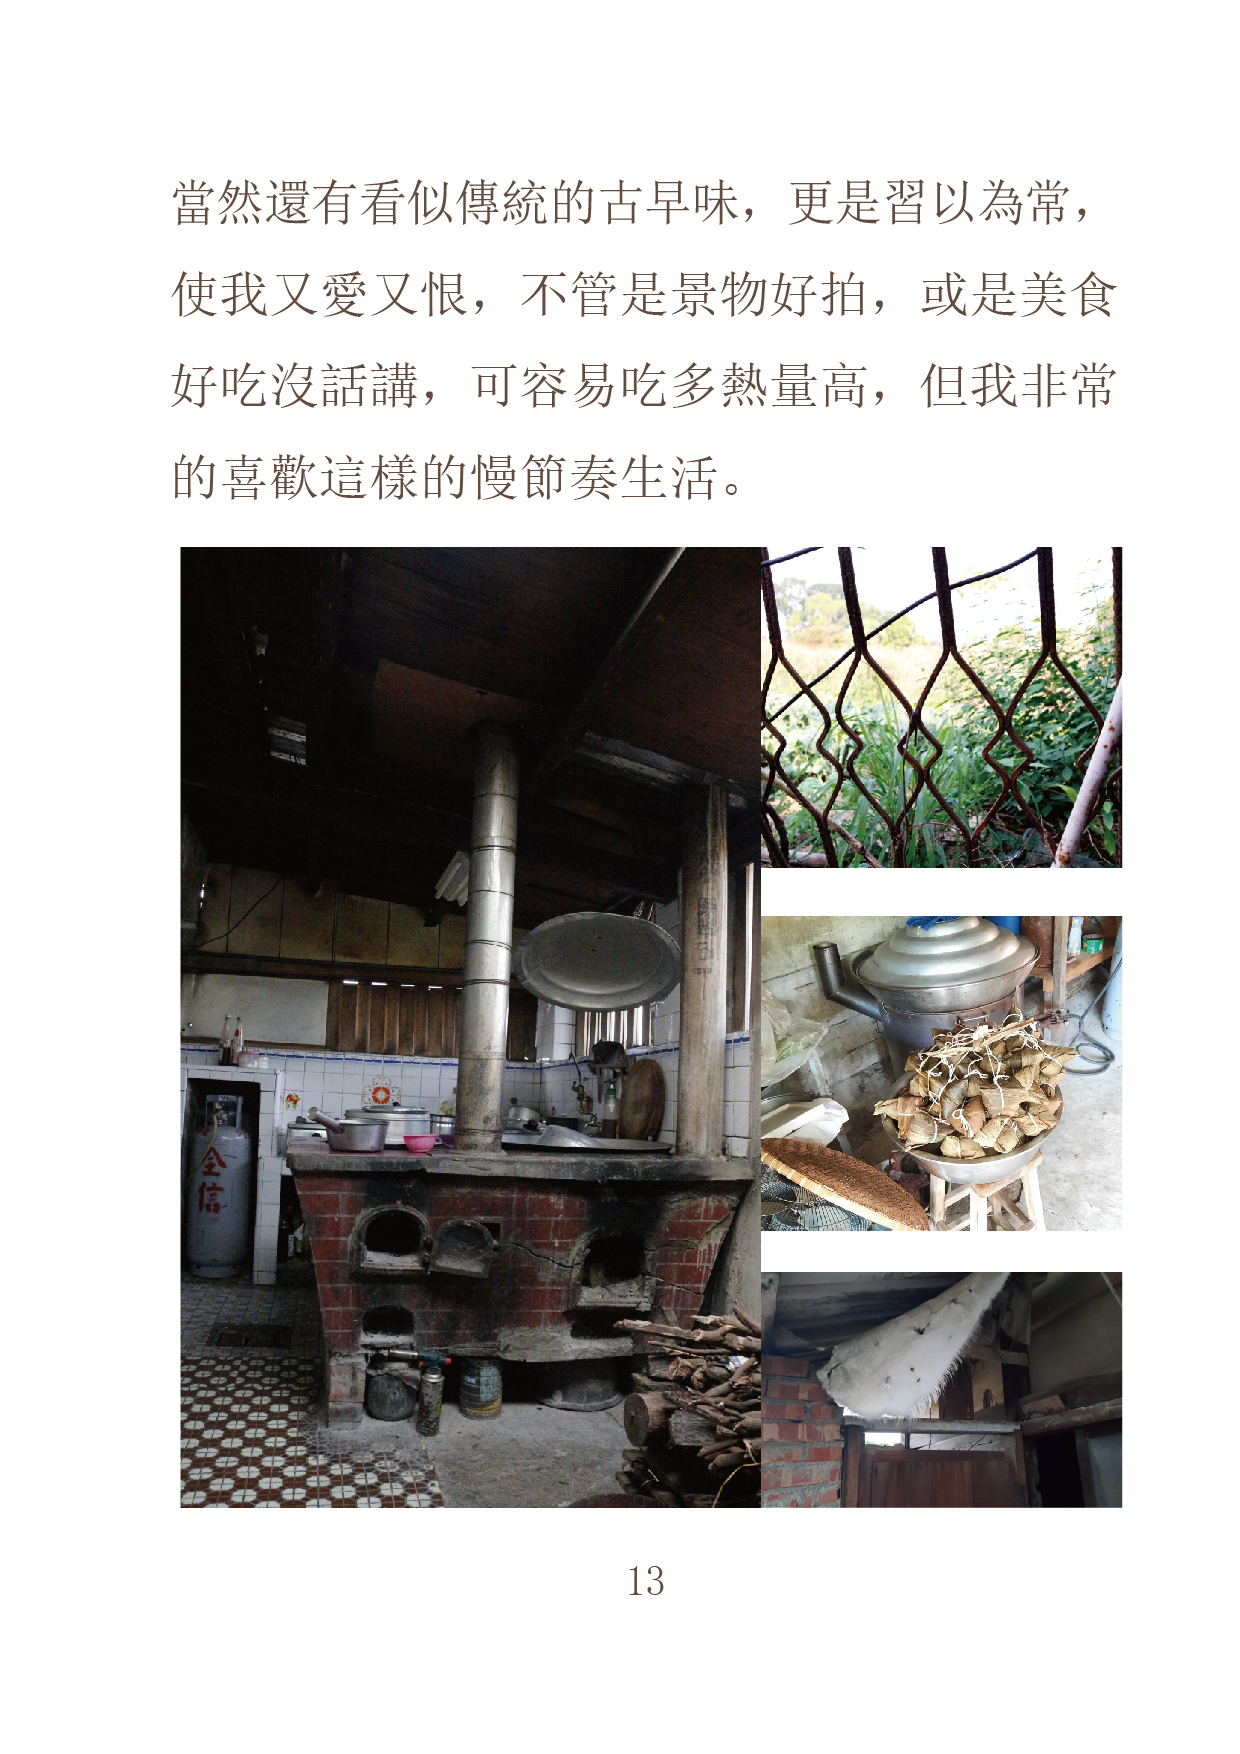 當然還有看似傳統的古早味，更是習以為常，
使我又愛又恨，不管是景物好拍，或是美食
好吃沒話講，可容易吃多熱量高，但我非常
的喜歡這樣的慢節奏生活。
全信
13